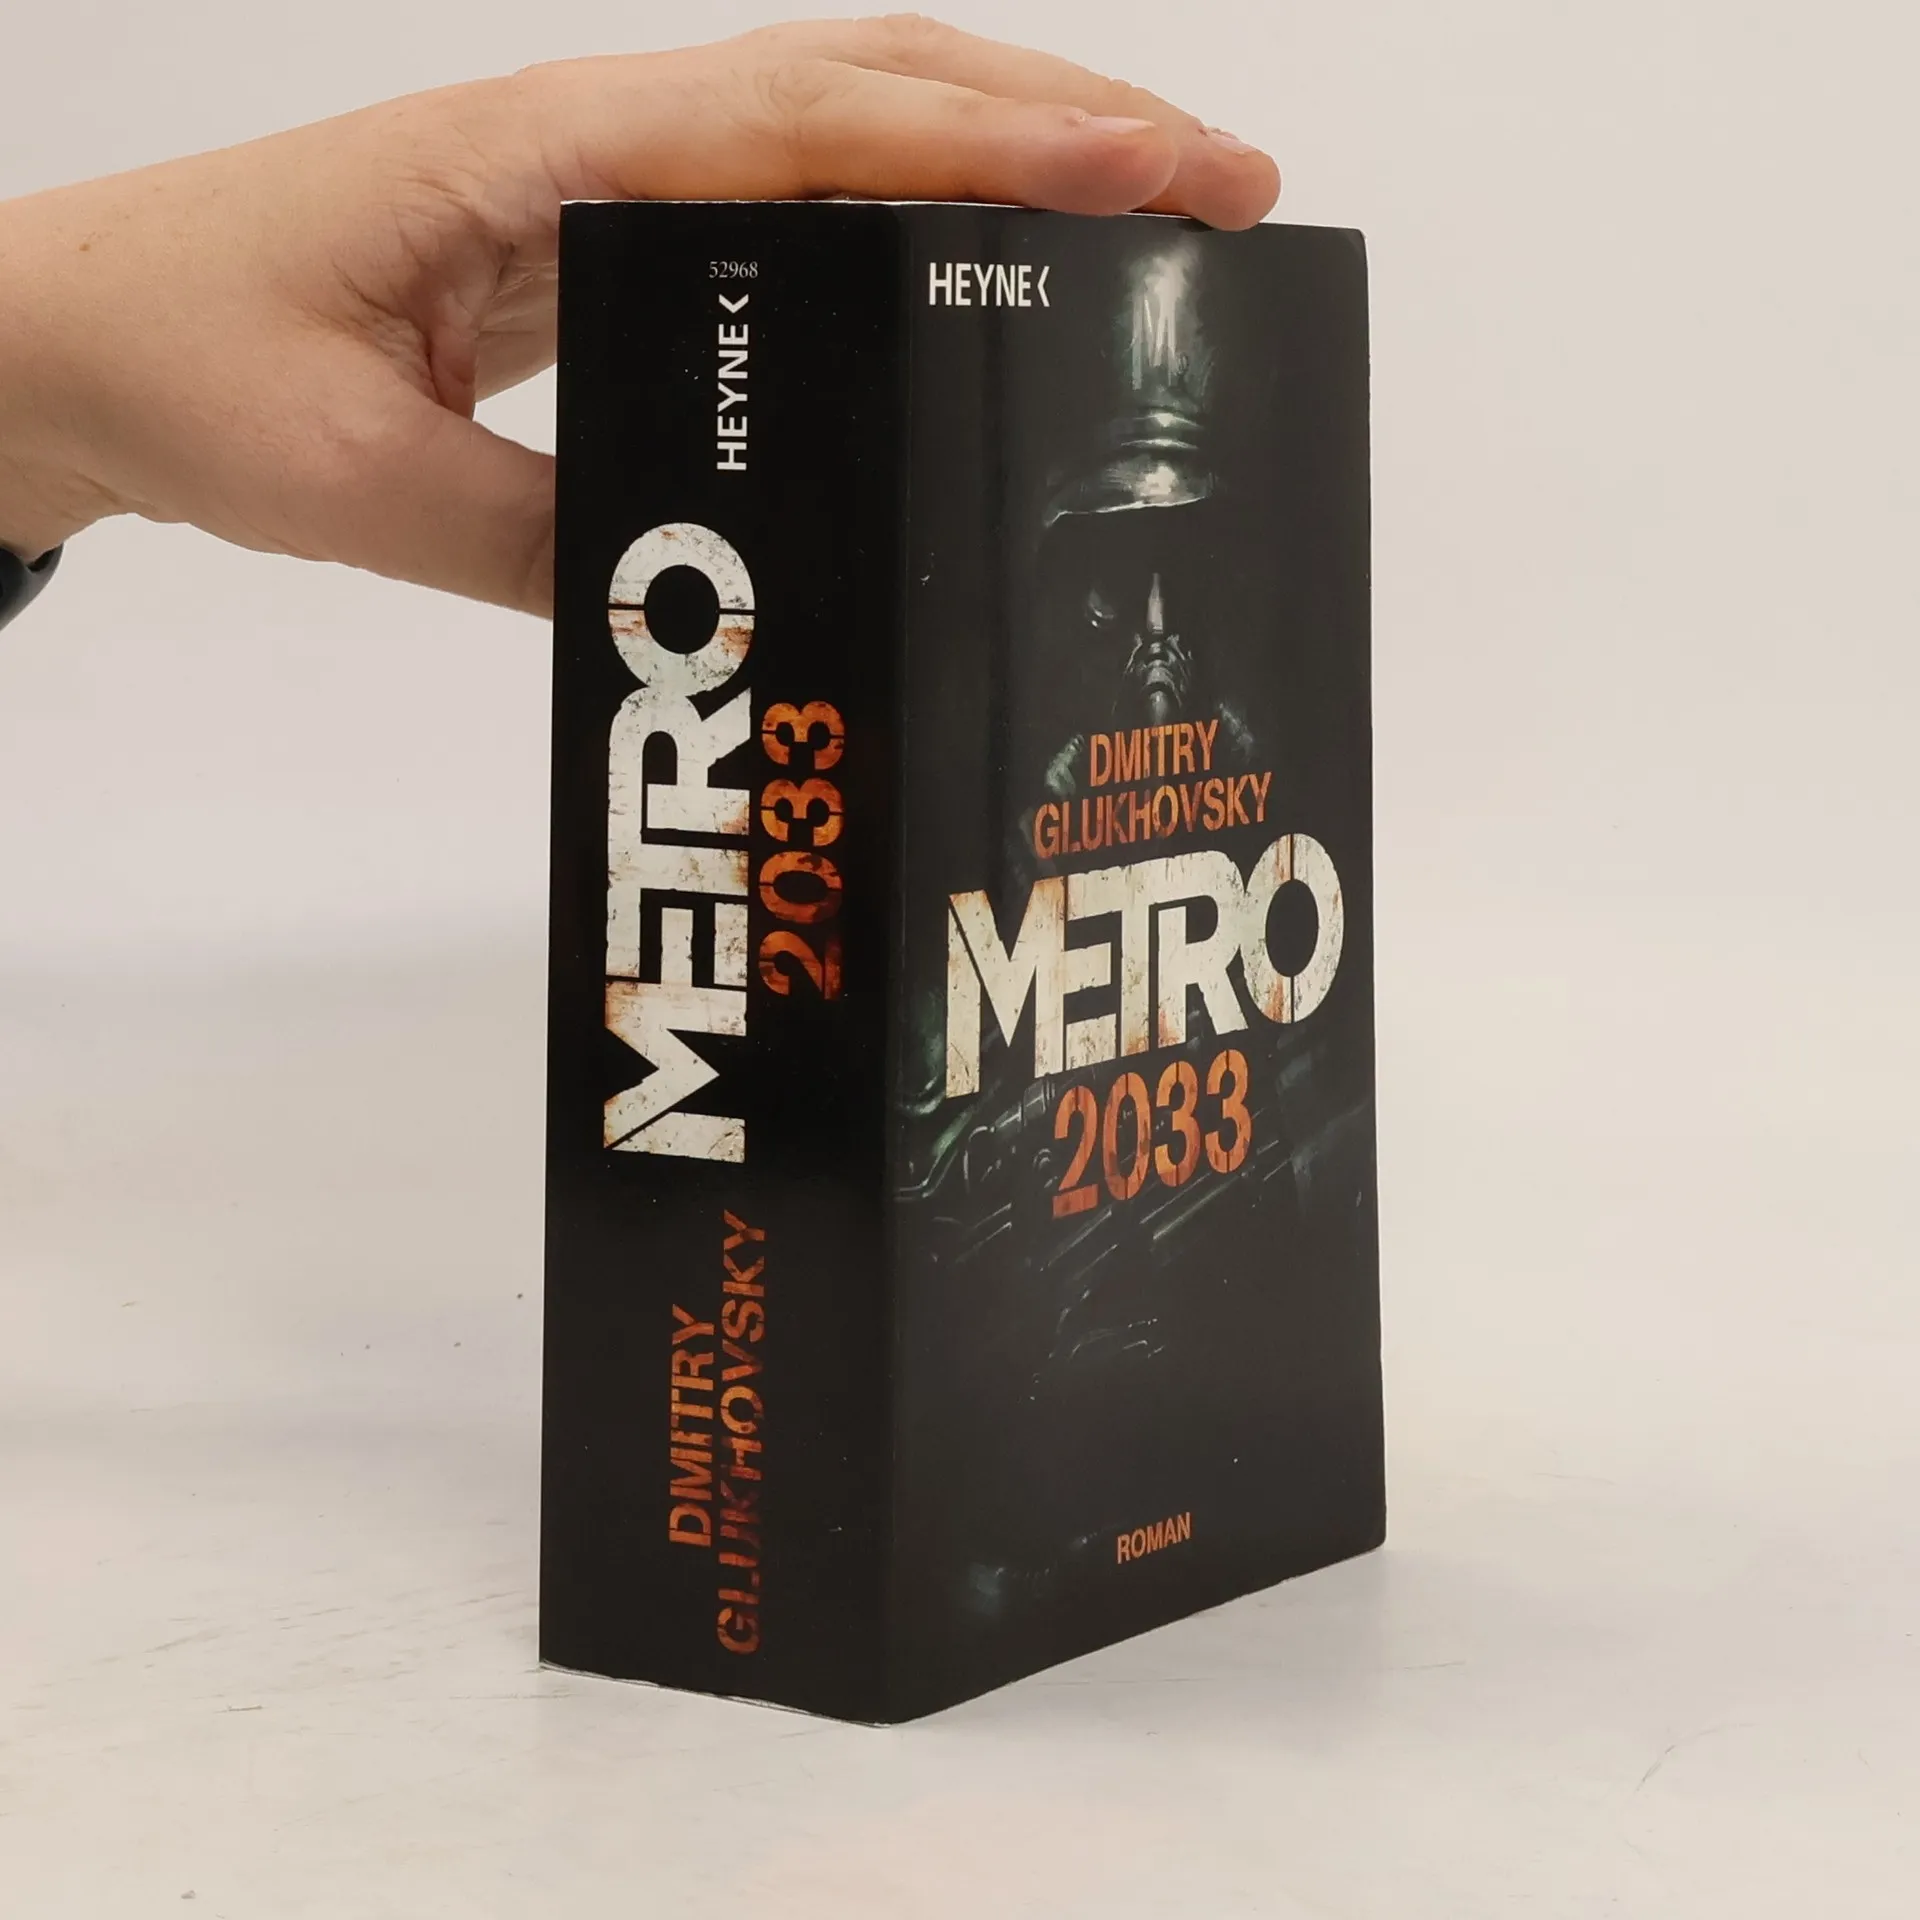 52968
HEYNE<
METRO
2033
DMITRY
GLUKHOVSKY
HEYNE<
M
DMITRY
GLUKHOVSKY
METRO
2033
ROMAN